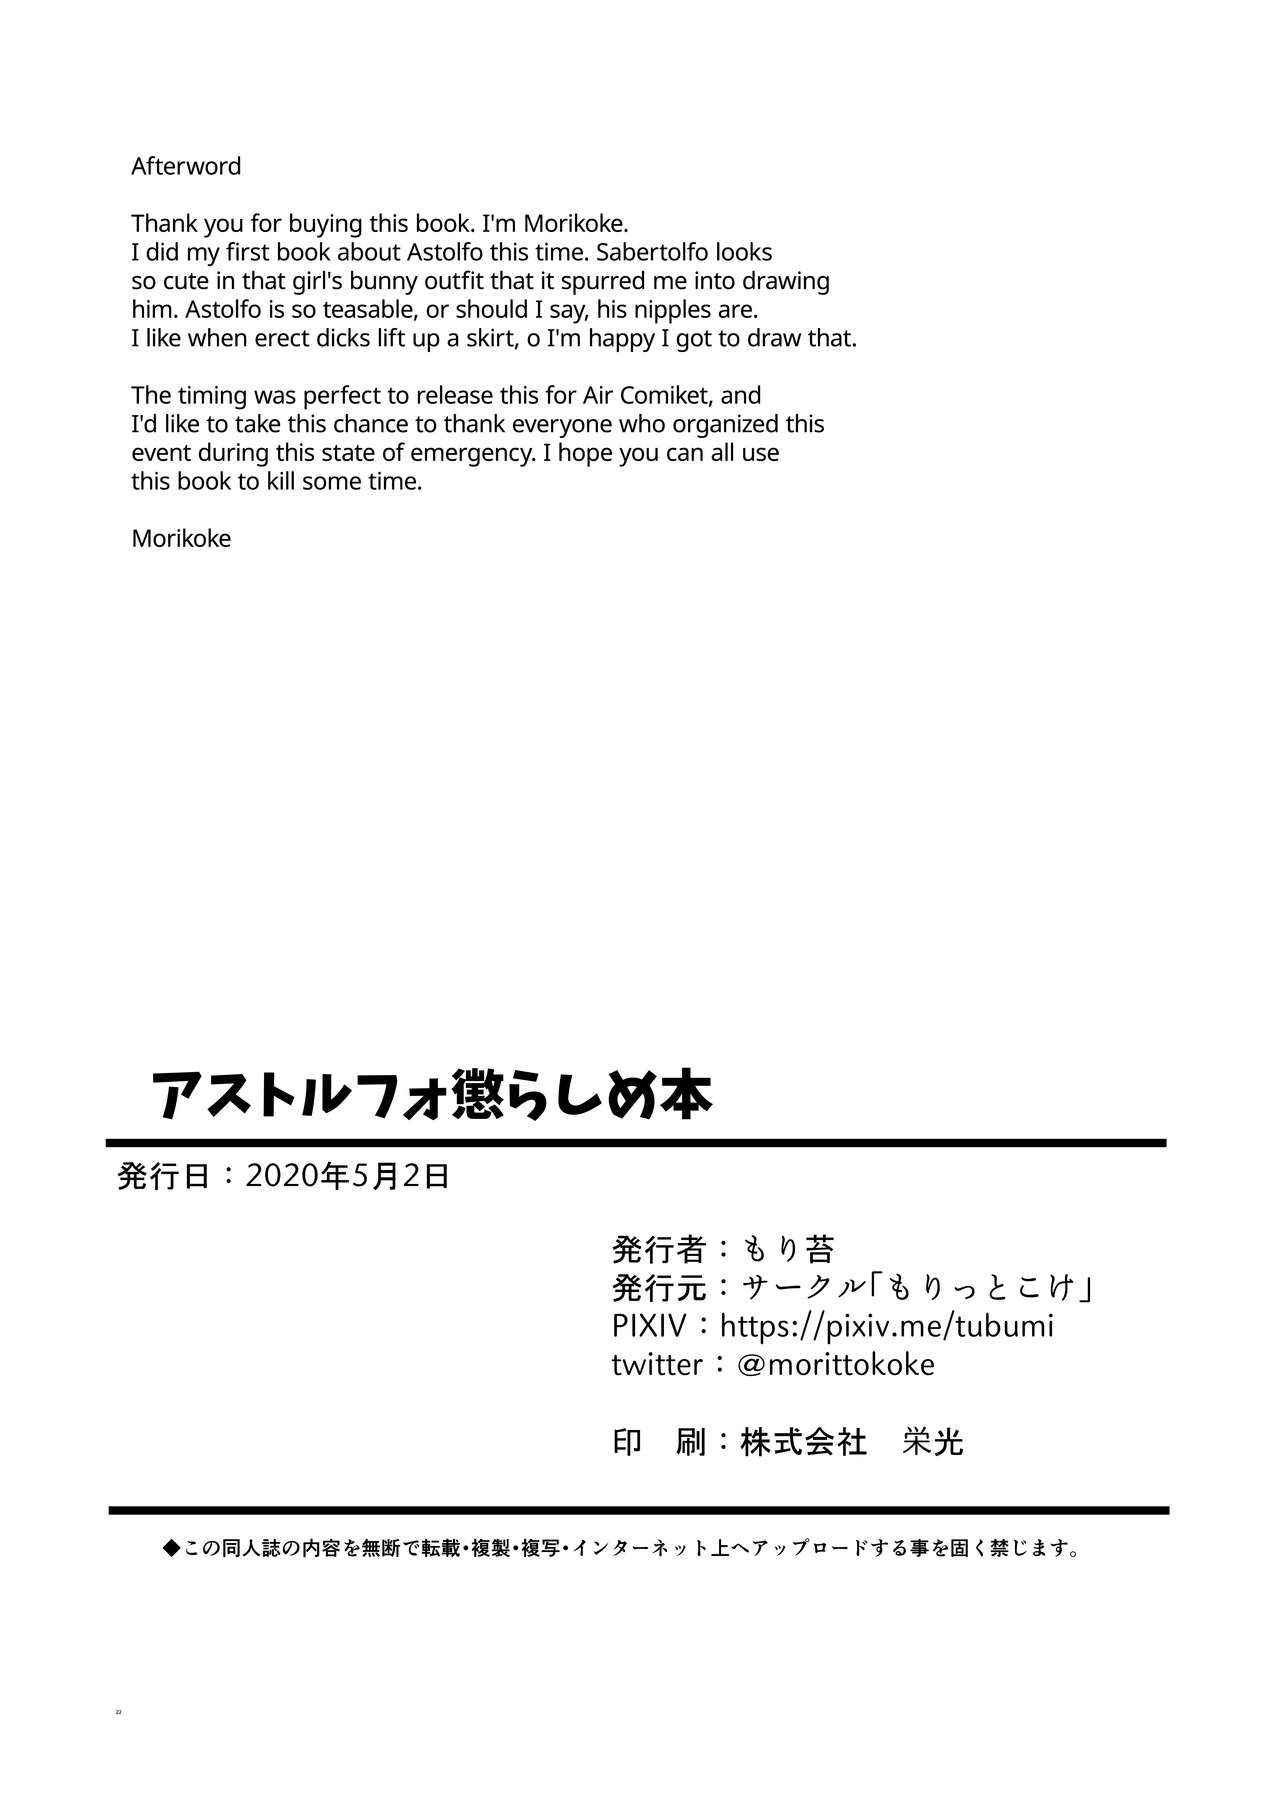 Afterword
Thank you for buying this book. I'm Morikoke.
I did my first book about Astolfo this time. Sabertolfo looks
so cute in that girl's bunny outfit that it spurred me into drawing
him. Astolfo is so teasable, or should I say, his nipples are.
I like when erect dicks lift up a skirt, o I'm happy I got to draw that.
The timing was perfect to release this for Air Comiket, and
I'd like to take this chance to thank everyone who organized this
event during this state of emergency. I hope you can all use
this book to kill some time.
Morikoke
アストルフォ懲らしめ本
発行日：2020年5月2日
発行者：もり苔
発行元：サークル「もりっとこけ」
PIXIV：https://pixiv.me/tubumi
twitter：@morittokoke
印　刷：株式会社　栄光
◆この同人誌の内容を無断で転載・複製・複写・インターネット上へアップロードする事を固く禁じます。
22